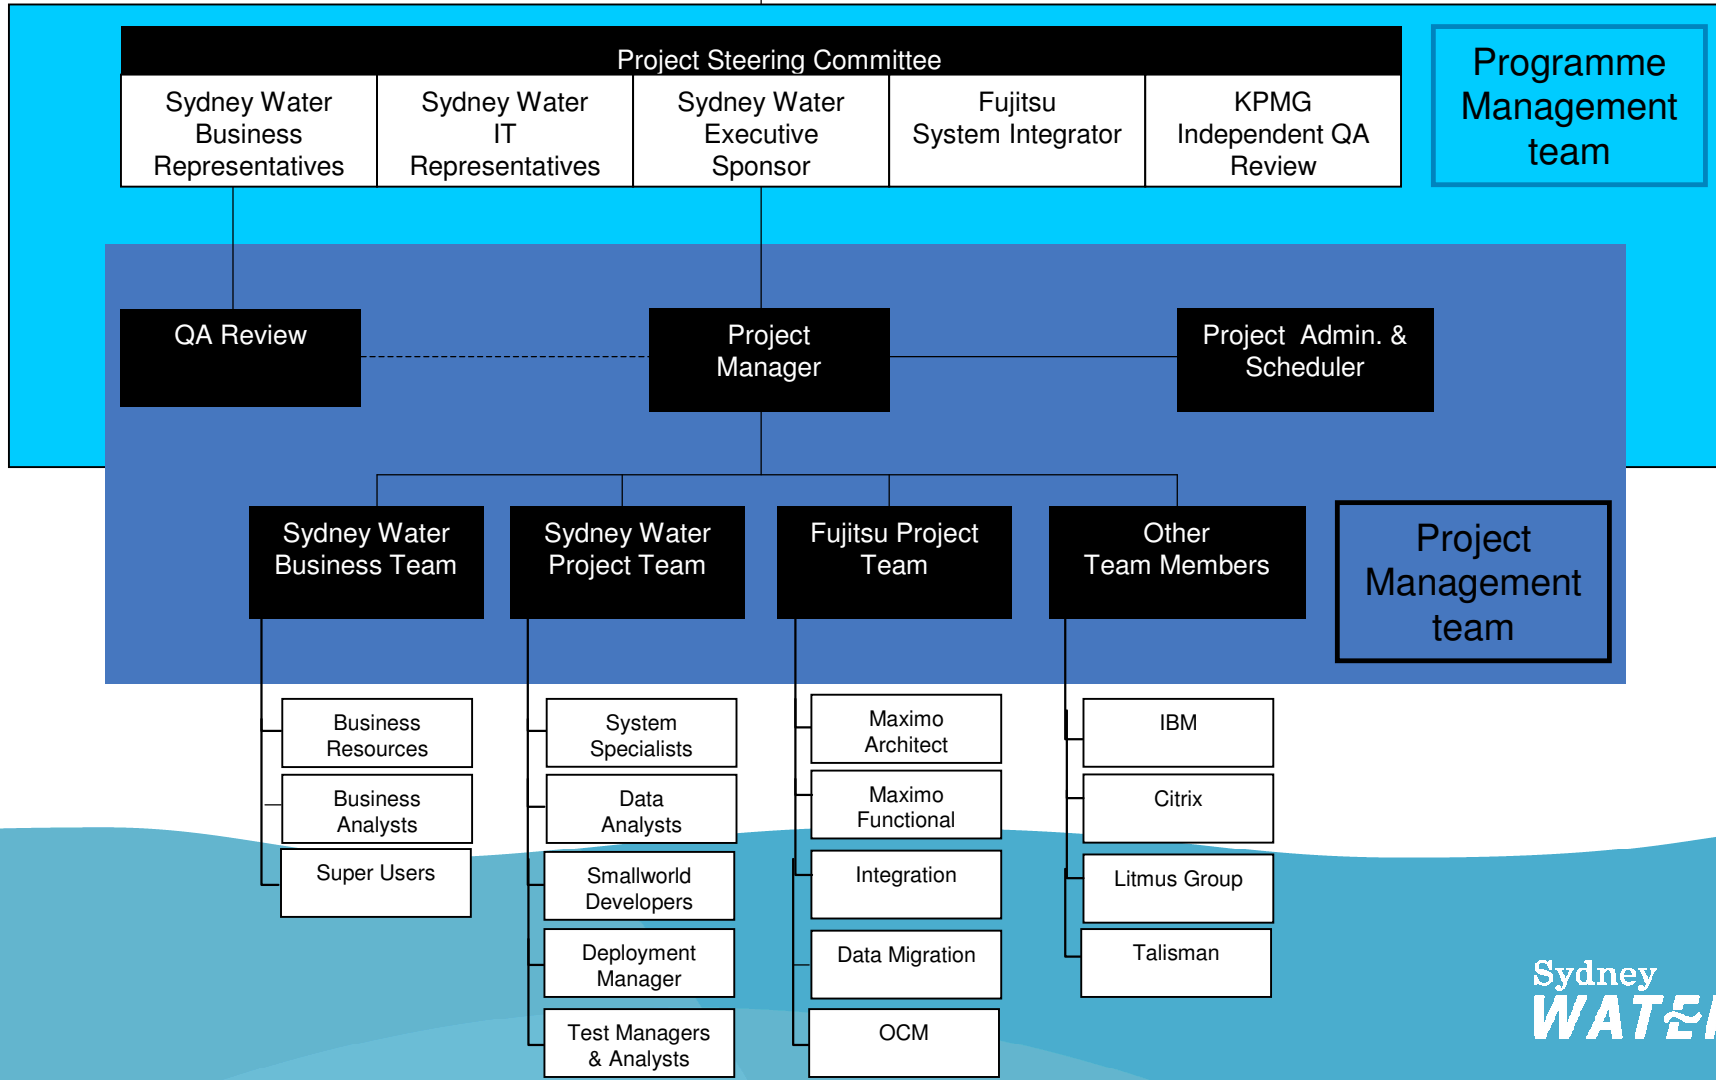 Project Steering Committee
Programme
Management
team
Sydney Water
Business
Representatives
Sydney Water
IT
Representatives
Sydney Water
Executive
Sponsor
Fujitsu
System Integrator
KPMG
Independent QA
Review
QA Review
Project
Manager
Project Admin. &
Scheduler
Sydney Water
Business Team
Sydney Water
Project Team
Fujitsu Project
Team
Other
Team Members
Project
Management
team
Business
Resources
Business
Analysts
Super Users
System
Specialists
Data
Analysts
Smallworld
Developers
Deployment
Manager
Test Managers
& Analysts
Maximo
Architect
Maximo
Functional
Integration
Data Migration
OCM
IBM
Citrix
Litmus Group
Talisman
Sydney
WATER